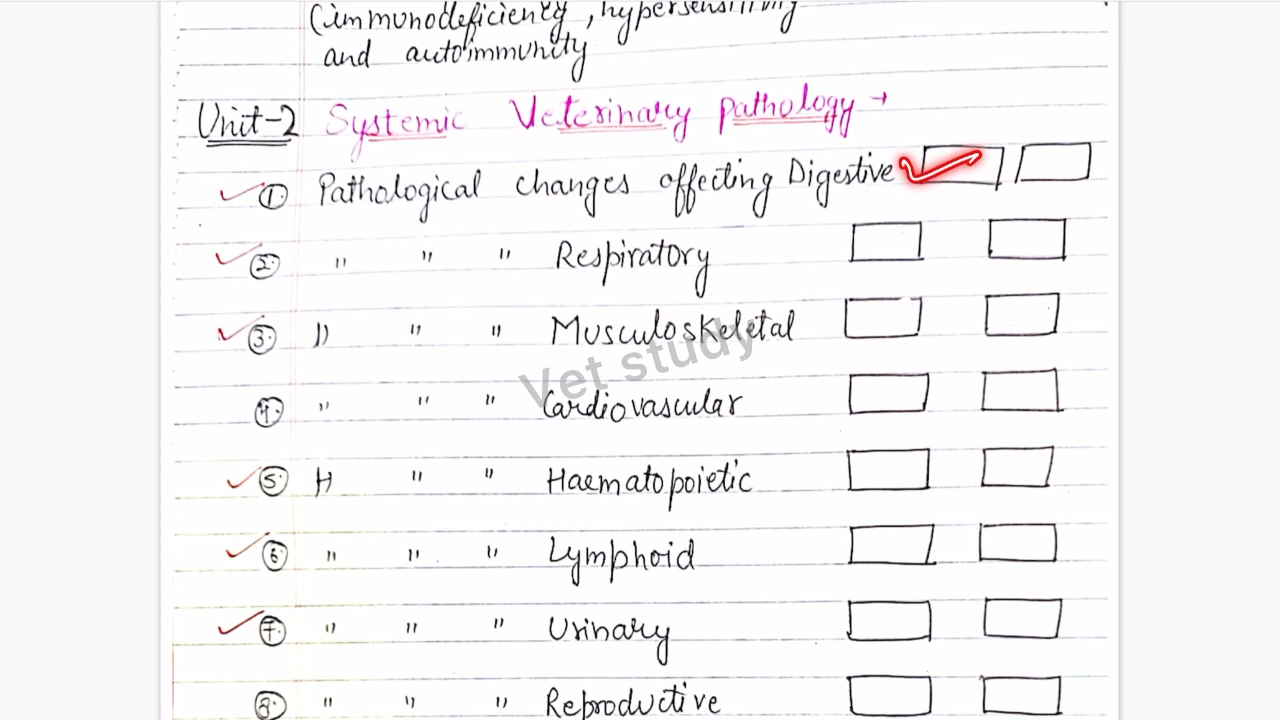 (immunodeficiency, hypersensitivity
and autoimmunity
Unit-2 Systemic Veterinary pathology →
① Pathological changes affecting Digestive
② " " " Respiratory
③ " " " Musculoskeletal
④ " " " Cardiovascular
⑤ " " " Haematopoietic
⑥ " " " Lymphoid
⑦ " " " Urinary
⑧ " " " Reproductive
Vet study